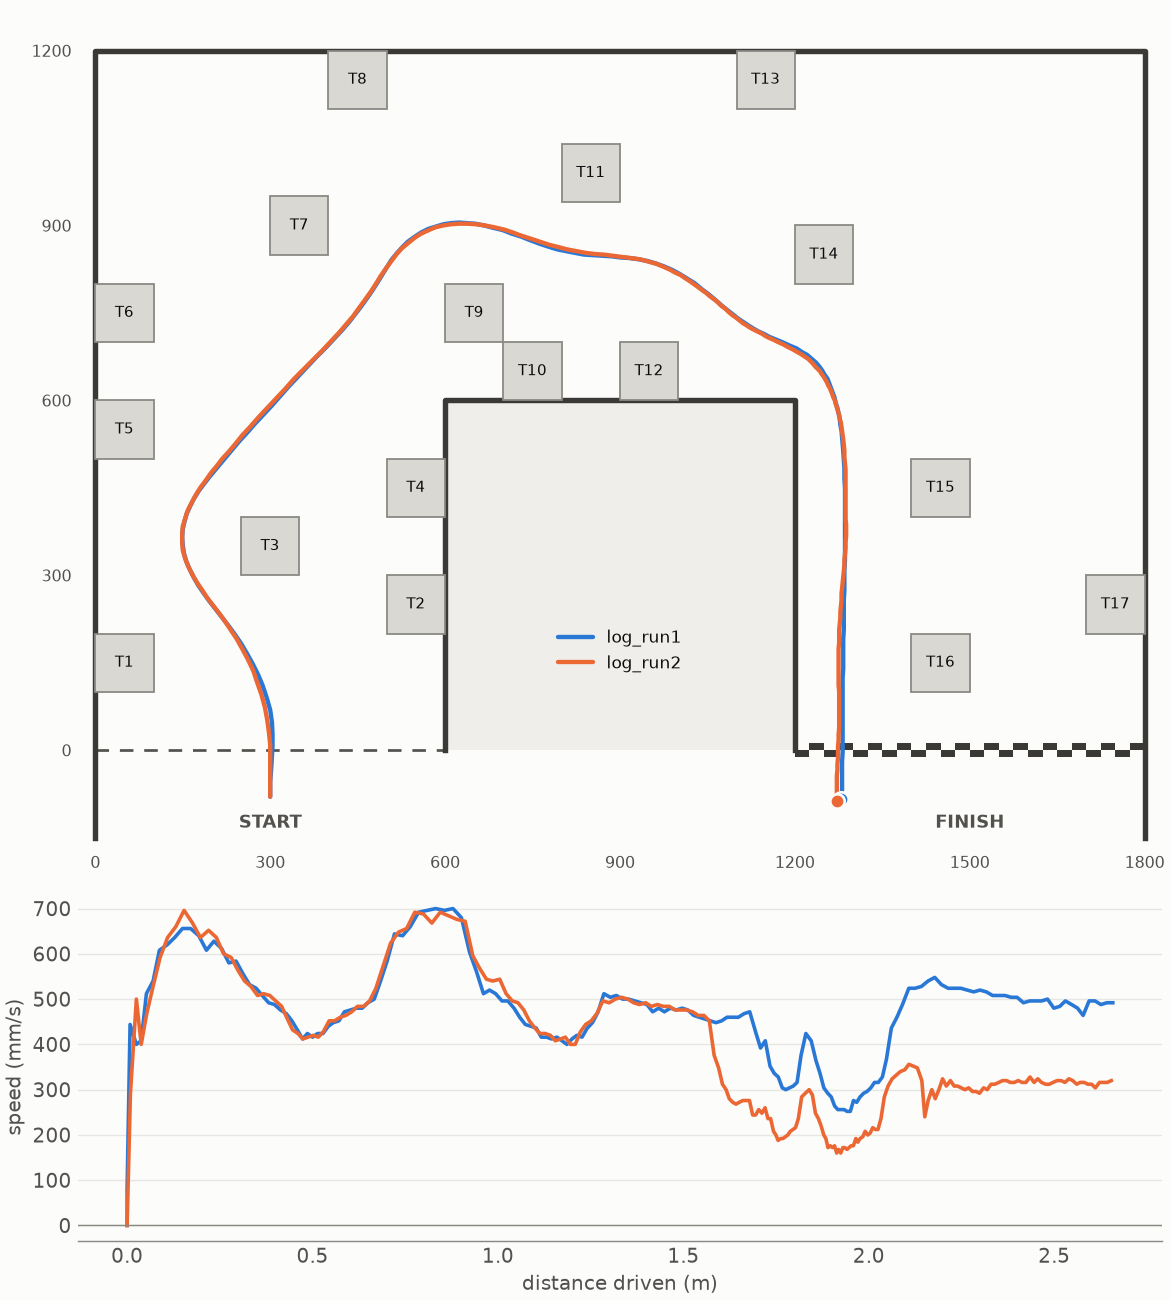 1200
T8
T13
T11
900
T7
T14
T6
T9
T10
T12
600
T5
T4
T15
T3
300
T2
T17
log_run1
T1
log_run2
T16
0
START
FINISH
0 300 600 900 1200 1500 1800
700
600
500
400
300
200
100
0
speed (mm/s)
0.0 0.5 1.0 1.5 2.0 2.5
distance driven (m)